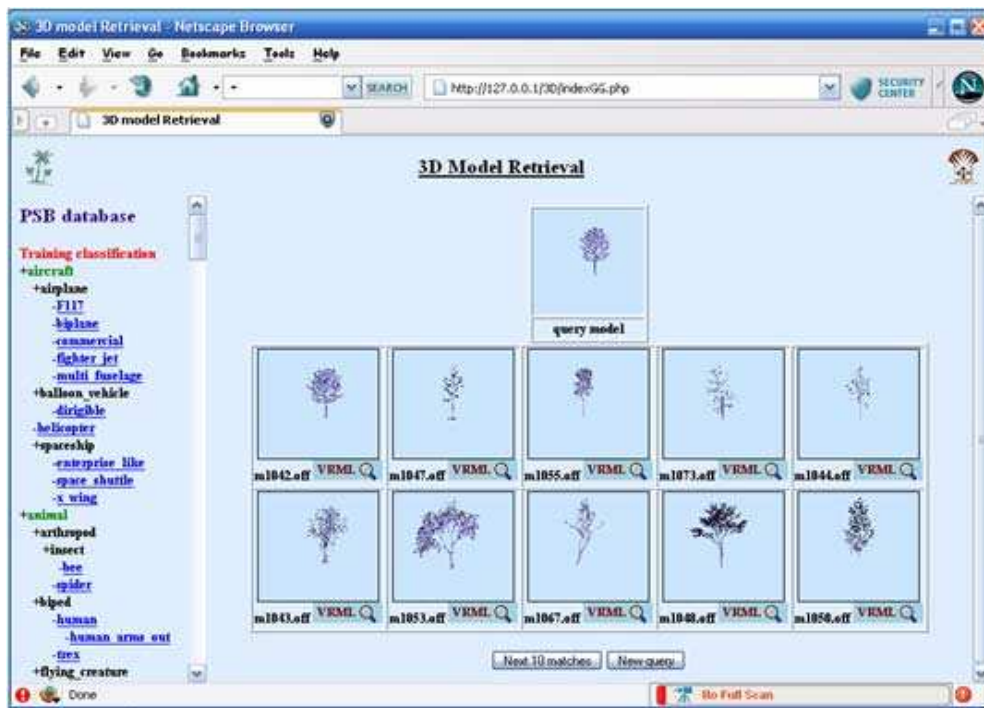 3D model Retrieval - Netscape Browser
File Edit View Go Bookmarks Tools Help
SEARCH http://127.0.0.1/3D/indexGG.php SECURITY CENTER
3D model Retrieval
3D Model Retrieval
PSB database
Training classification
+aircraft
+airplane
-F117
-biplane
-commercial
-fighter_jet
-multi_fuselage
+balloon_vehicle
-dirigible
-helicopter
+spaceship
-enterprise_like
-space_shuttle
-x_wing
+animal
+arthropod
+insect
-bee
-spider
+biped
-human
-human_arms_out
-trex
+flying_creature
query model
m1042.off VRML m1047.off VRML m1055.off VRML m1073.off VRML m1044.off VRML
m1043.off VRML m1053.off VRML m1067.off VRML m1048.off VRML m1050.off VRML
Next 10 matches New query
Done No Full Scan